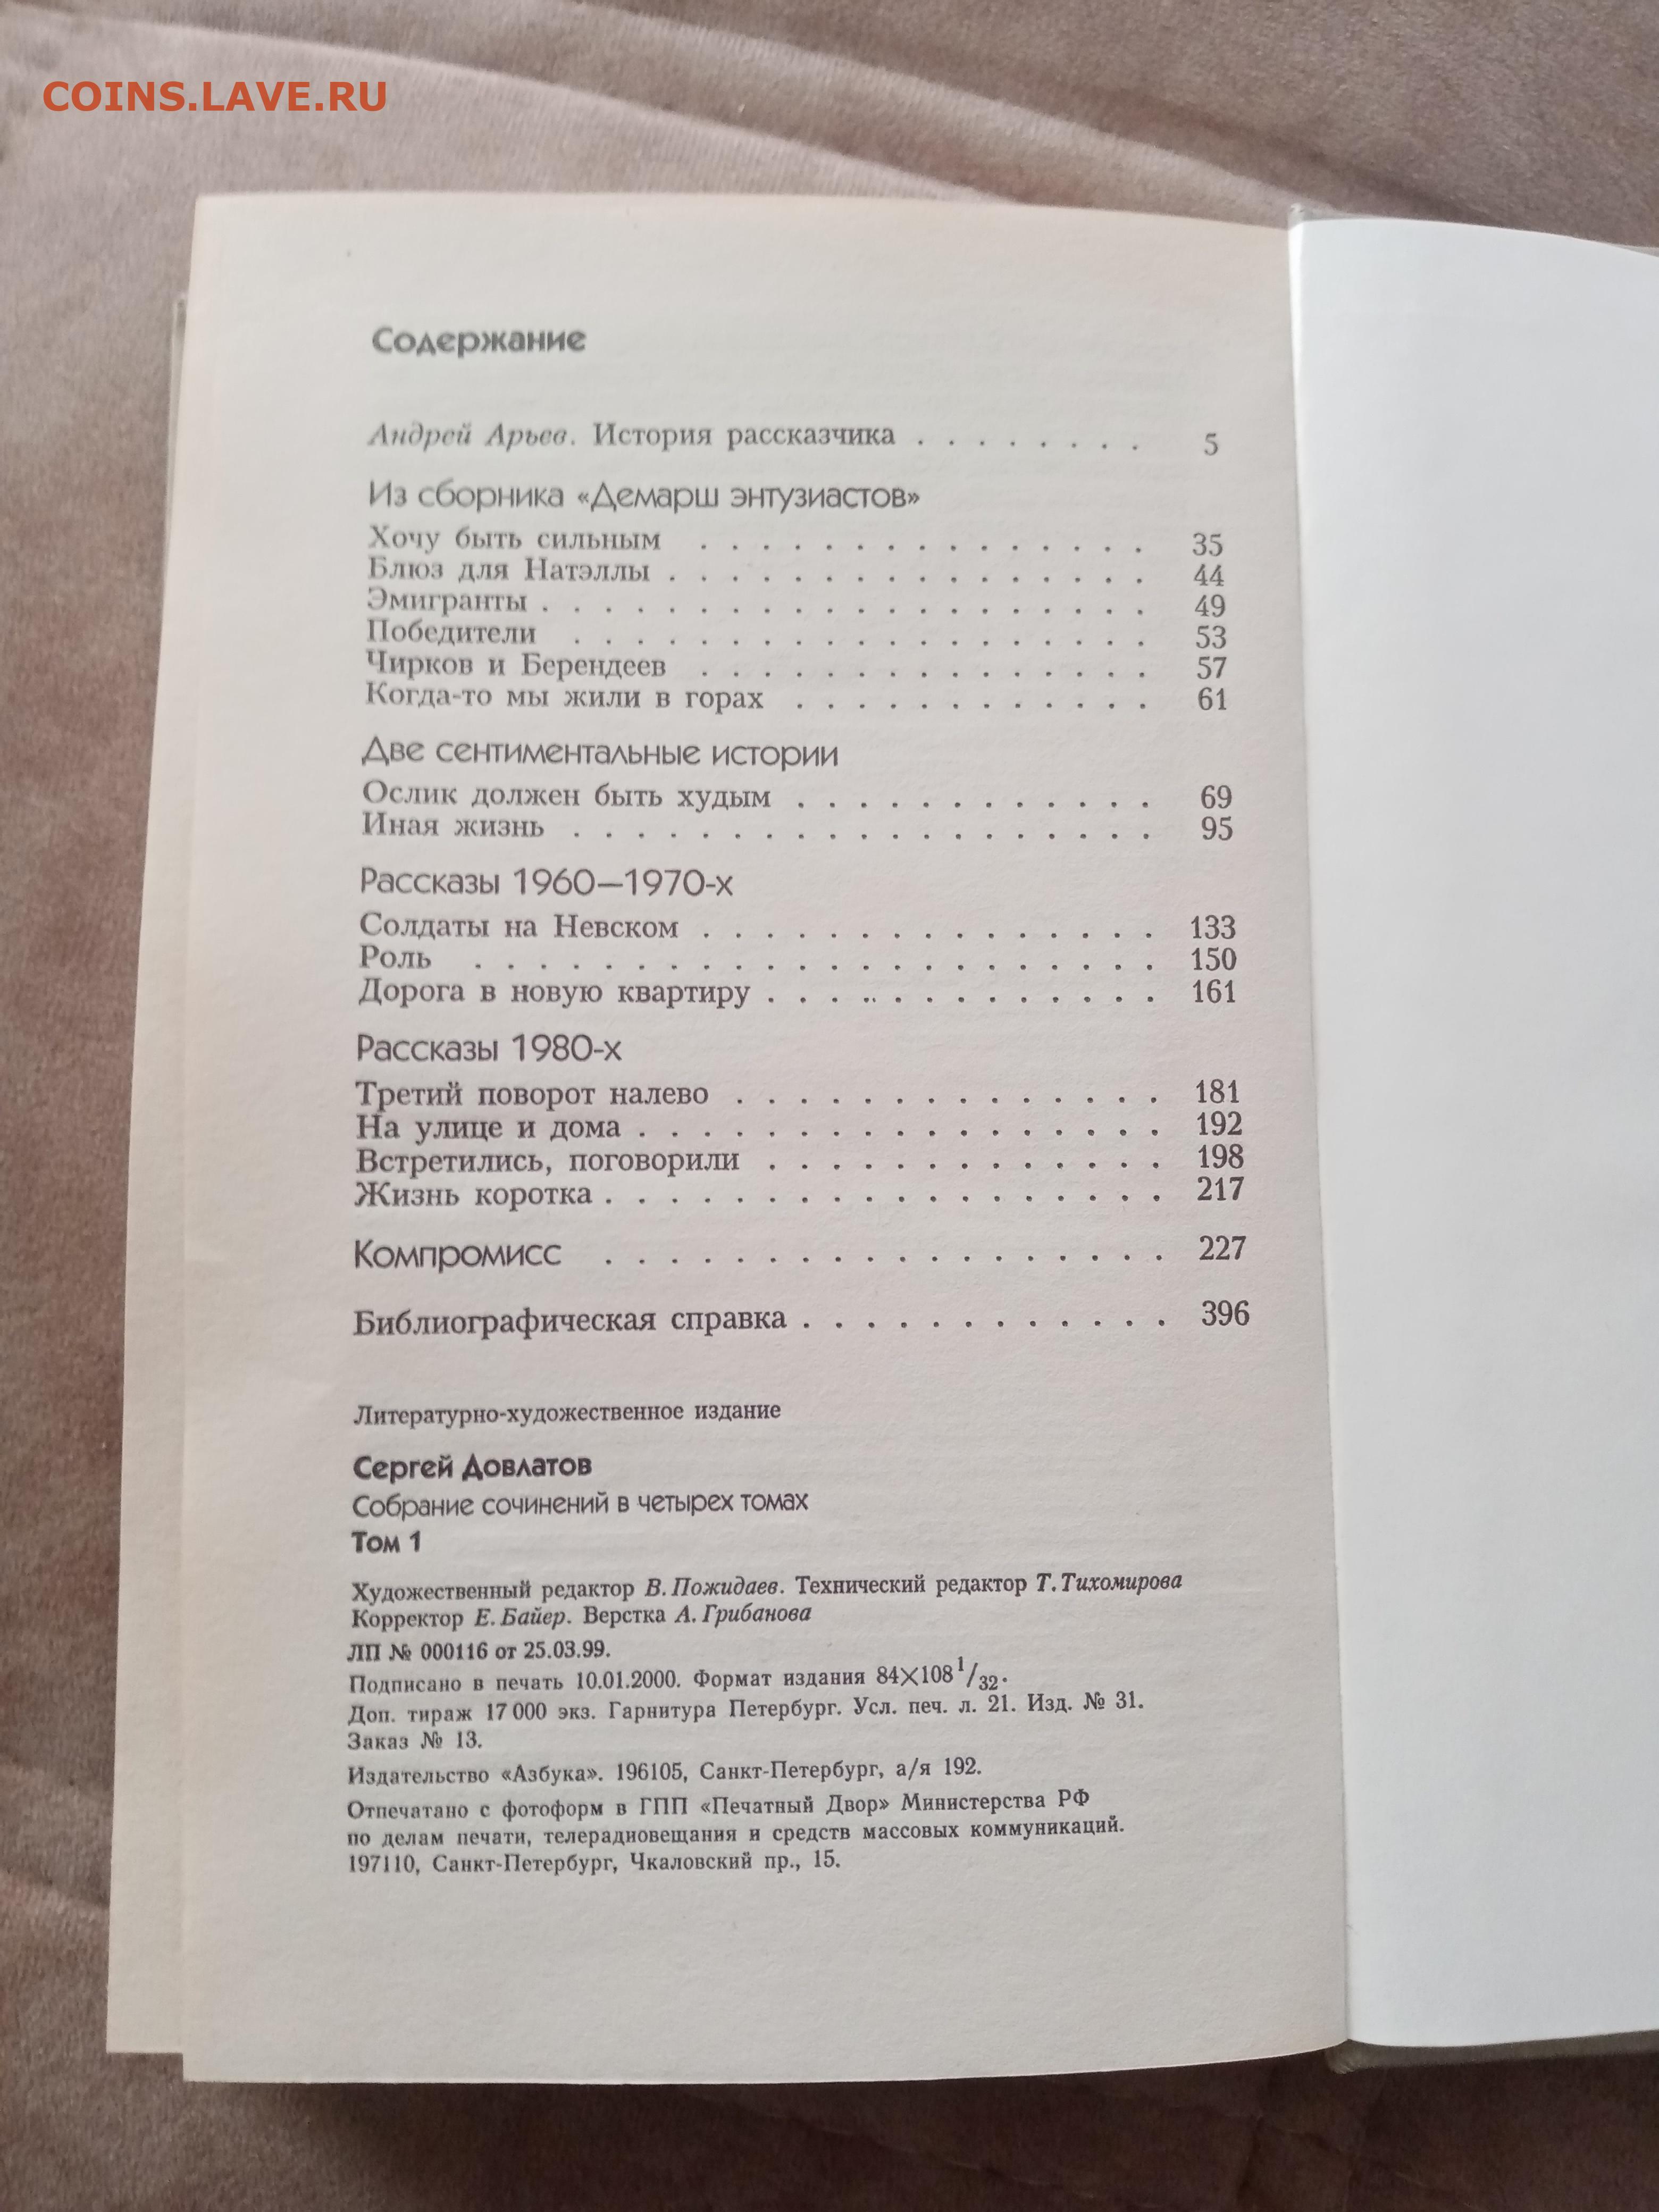 COINS.LAVE.RU
Содержание
Андрей Арьев. История рассказчика . . . . . . . . 5
Из сборника «Демарш энтузиастов»
Хочу быть сильным . . . . . . . . . . . . . . . 35
Блюз для Натэллы . . . . . . . . . . . . . . . 44
Эмигранты . . . . . . . . . . . . . . . . . . . 49
Победители . . . . . . . . . . . . . . . . . . 53
Чирков и Берендеев . . . . . . . . . . . . . . . 57
Когда-то мы жили в горах . . . . . . . . . . . . 61
Две сентиментальные истории
Ослик должен быть худым . . . . . . . . . . . . 69
Иная жизнь . . . . . . . . . . . . . . . . . . . 95
Рассказы 1960—1970-х
Солдаты на Невском . . . . . . . . . . . . . . . 133
Роль . . . . . . . . . . . . . . . . . . . . . . 150
Дорога в новую квартиру . . . . . . . . . . . . . 161
Рассказы 1980-х
Третий поворот налево . . . . . . . . . . . . . . 181
На улице и дома . . . . . . . . . . . . . . . . . 192
Встретились, поговорили . . . . . . . . . . . . . 198
Жизнь коротка . . . . . . . . . . . . . . . . . . 217
Компромисс . . . . . . . . . . . . . . . . . . 227
Библиографическая справка . . . . . . . . . . . . 396
Литературно-художественное издание
Сергей Довлатов
Собрание сочинений в четырех томах
Том 1
Художественный редактор В. Пожидаев. Технический редактор Т. Тихомирова
Корректор Е. Байер. Верстка А. Грибанова
ЛП № 000116 от 25.03.99.
Подписано в печать 10.01.2000. Формат издания 84×108 1/32.
Доп. тираж 17 000 экз. Гарнитура Петербург. Усл. печ. л. 21. Изд. № 31.
Заказ № 13.
Издательство «Азбука». 196105, Санкт-Петербург, а/я 192.
Отпечатано с фотоформ в ГПП «Печатный Двор» Министерства РФ
по делам печати, телерадиовещания и средств массовых коммуникаций.
197110, Санкт-Петербург, Чкаловский пр., 15.